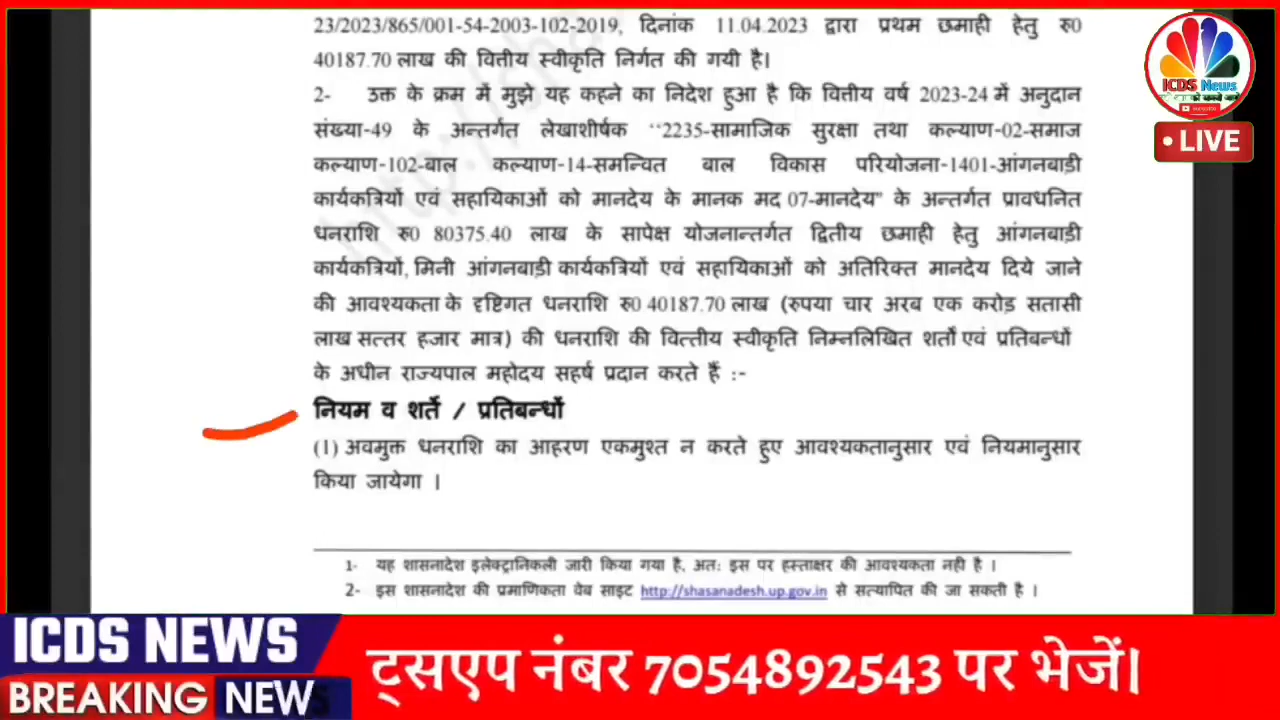 23/2023/865/001-54-2003-102-2019, दिनांक 11.04.2023 द्वारा प्रथम छमाही हेतु रु0
40187.70 लाख की वित्तीय स्वीकृति निर्गत की गयी है।
2- उक्त के क्रम में मुझे यह कहने का निदेश हुआ है कि वित्तीय वर्ष 2023-24 में अनुदान
संख्या-49 के अन्तर्गत लेखाशीर्षक ``2235-सामाजिक सुरक्षा तथा कल्याण-02-समाज
कल्याण-102-बाल कल्याण-14-समन्वित बाल विकास परियोजना-1401-आंगनबाड़ी
कार्यकत्रियों एवं सहायिकाओं को मानदेय के मानक मद 07-मानदेय" के अन्तर्गत प्रावधनित
धनराशि रु0 80375.40 लाख के सापेक्ष योजनान्तर्गत द्वितीय छमाही हेतु आंगनबाड़ी
कार्यकत्रियों, मिनी आंगनबाड़ी कार्यकत्रियों एवं सहायिकाओं को अतिरिक्त मानदेय दिये जाने
की आवश्यकता के दृष्टिगत धनराशि रु0 40187.70 लाख (रुपया चार अरब एक करोड़ सतासी
लाख सत्तर हजार मात्र) की धनराशि की वित्तीय स्वीकृति निम्नलिखित शर्तों एवं प्रतिबन्धों
के अधीन राज्यपाल महोदय सहर्ष प्रदान करते हैं :-
नियम व शर्ते / प्रतिबन्धों
(1) अवमुक्त धनराशि का आहरण एकमुश्त न करते हुए आवश्यकतानुसार एवं नियमानुसार
किया जायेगा ।
1- यह शासनादेश इलेक्ट्रानिकली जारी किया गया है, अतः इस पर हस्ताक्षर की आवश्यकता नही है ।
2- इस शासनादेश की प्रमाणिकता वेब साइट http://shasanadesh.up.gov.in से सत्यापित की जा सकती है ।
ICDS News
• LIVE
ICDS NEWS
BREAKING NEW
ट्सएप नंबर 7054892543 पर भेजें।